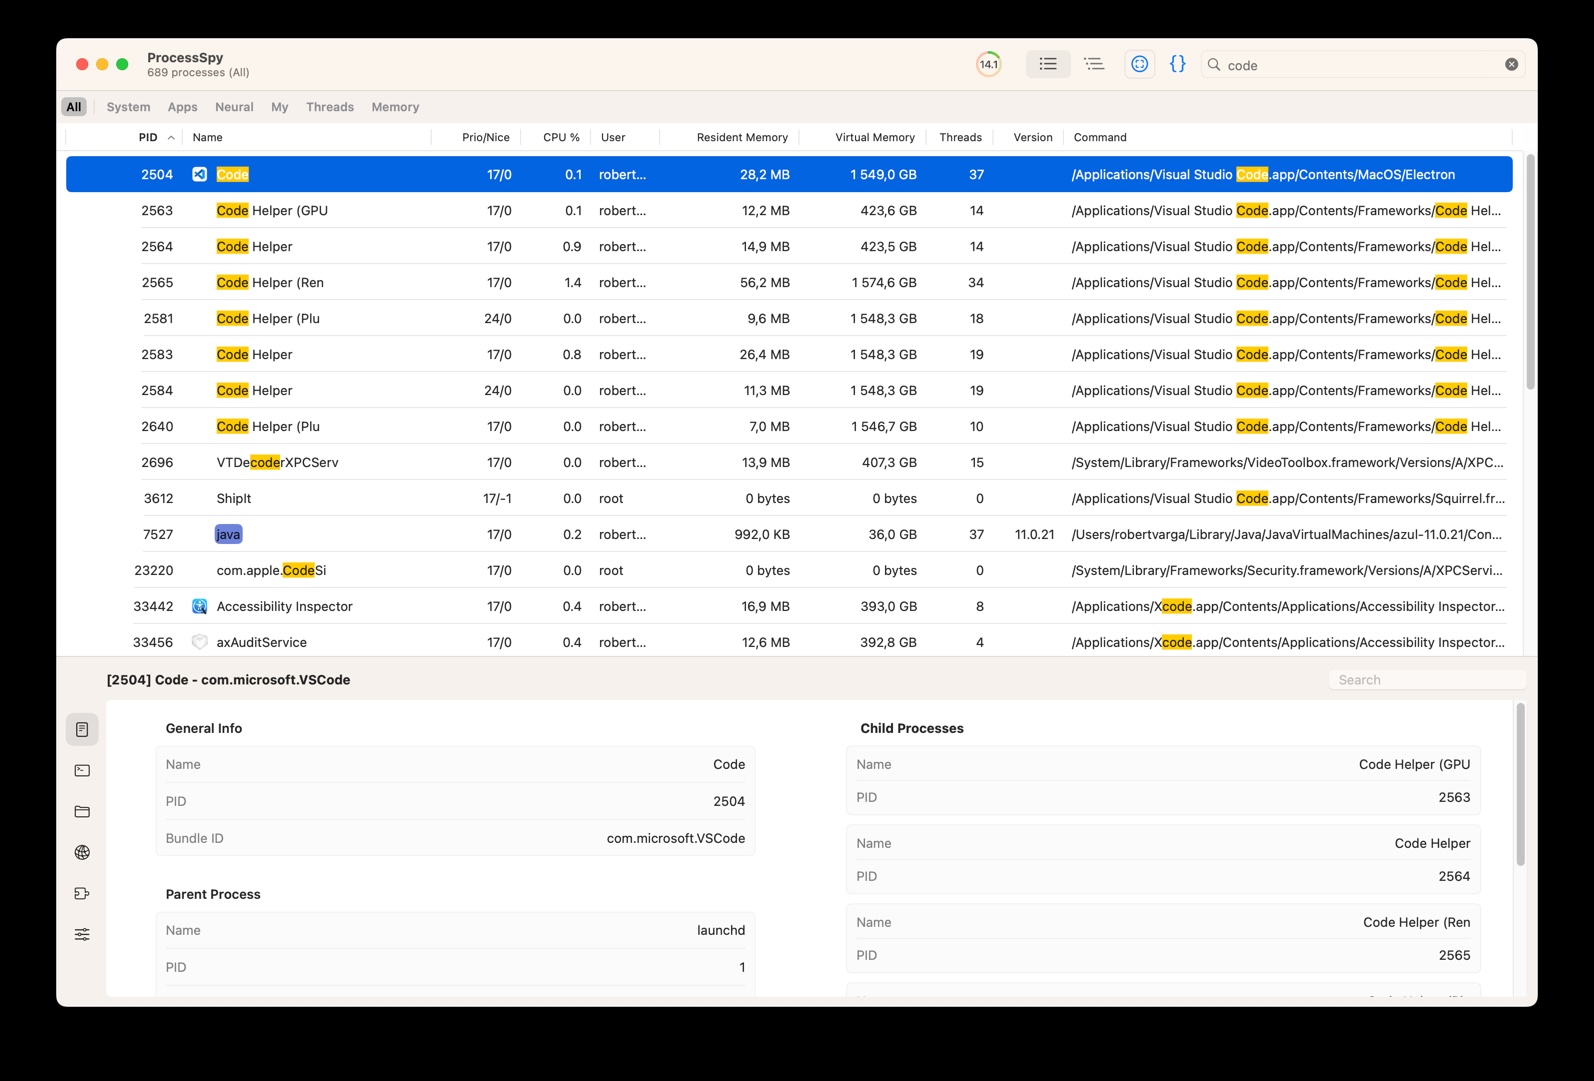 ProcessSpy
689 processes (All)
14.1
{}
code
All System Apps Neural My Threads Memory
PID Name Prio/Nice CPU % User Resident Memory Virtual Memory Threads Version Command
2504 Code 17/0 0.1 robert... 28,2 MB 1 549,0 GB 37 /Applications/Visual Studio Code.app/Contents/MacOS/Electron
2563 Code Helper (GPU 17/0 0.1 robert... 12,2 MB 423,6 GB 14 /Applications/Visual Studio Code.app/Contents/Frameworks/Code Hel...
2564 Code Helper 17/0 0.9 robert... 14,9 MB 423,5 GB 14 /Applications/Visual Studio Code.app/Contents/Frameworks/Code Hel...
2565 Code Helper (Ren 17/0 1.4 robert... 56,2 MB 1 574,6 GB 34 /Applications/Visual Studio Code.app/Contents/Frameworks/Code Hel...
2581 Code Helper (Plu 24/0 0.0 robert... 9,6 MB 1 548,3 GB 18 /Applications/Visual Studio Code.app/Contents/Frameworks/Code Hel...
2583 Code Helper 17/0 0.8 robert... 26,4 MB 1 548,3 GB 19 /Applications/Visual Studio Code.app/Contents/Frameworks/Code Hel...
2584 Code Helper 24/0 0.0 robert... 11,3 MB 1 548,3 GB 19 /Applications/Visual Studio Code.app/Contents/Frameworks/Code Hel...
2640 Code Helper (Plu 17/0 0.0 robert... 7,0 MB 1 546,7 GB 10 /Applications/Visual Studio Code.app/Contents/Frameworks/Code Hel...
2696 VTDecoderXPCServ 17/0 0.0 robert... 13,9 MB 407,3 GB 15 /System/Library/Frameworks/VideoToolbox.framework/Versions/A/XPC...
3612 ShipIt 17/-1 0.0 root 0 bytes 0 bytes 0 /Applications/Visual Studio Code.app/Contents/Frameworks/Squirrel.fr...
7527 java 17/0 0.2 robert... 992,0 KB 36,0 GB 37 11.0.21 /Users/robertvarga/Library/Java/JavaVirtualMachines/azul-11.0.21/Con...
23220 com.apple.CodeSi 17/0 0.0 root 0 bytes 0 bytes 0 /System/Library/Frameworks/Security.framework/Versions/A/XPCServi...
33442 Accessibility Inspector 17/0 0.4 robert... 16,9 MB 393,0 GB 8 /Applications/Xcode.app/Contents/Applications/Accessibility Inspector...
33456 axAuditService 17/0 0.4 robert... 12,6 MB 392,8 GB 4 /Applications/Xcode.app/Contents/Applications/Accessibility Inspector...
[2504] Code - com.microsoft.VSCode
Search
General Info
Name Code
PID 2504
Bundle ID com.microsoft.VSCode
Parent Process
Name launchd
PID 1
Child Processes
Name Code Helper (GPU
PID 2563
Name Code Helper
PID 2564
Name Code Helper (Ren
PID 2565